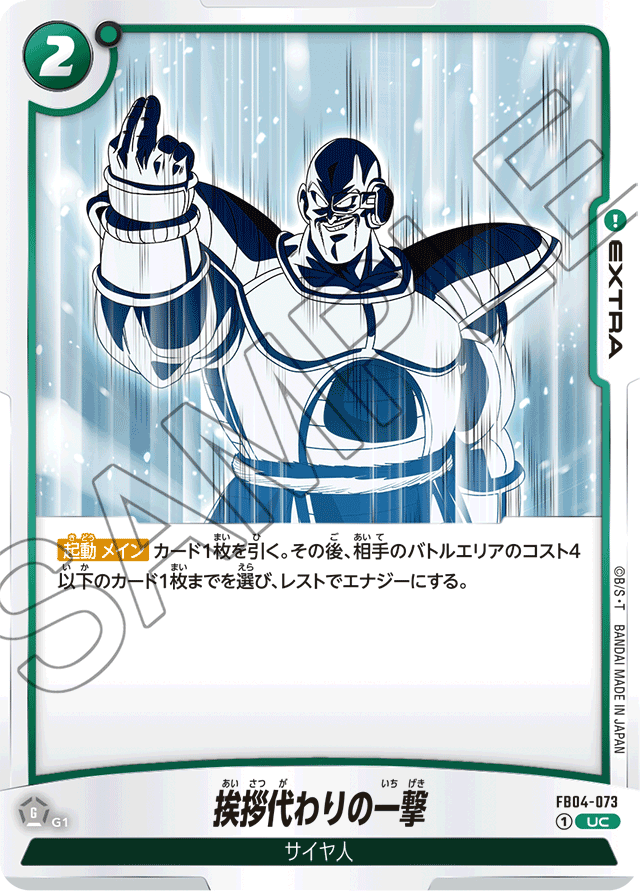 2
! EXTRA
SAMPLE
起動 メイン カード1枚を引く。その後、相手のバトルエリアのコスト4
以下のカード1枚までを選び、レストでエナジーにする。
©B/S・T BANDAI MADE IN JAPAN
挨拶代わりの一撃
FB04-073
G G1
1 UC
サイヤ人